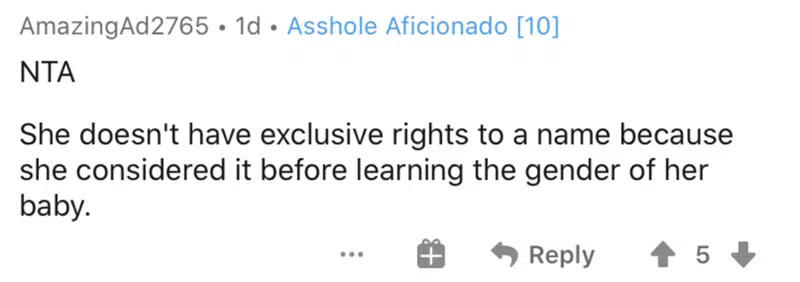 AmazingAd2765 • 1d • Asshole Aficionado [10]
NTA
She doesn't have exclusive rights to a name because
she considered it before learning the gender of her
baby.
Reply 5